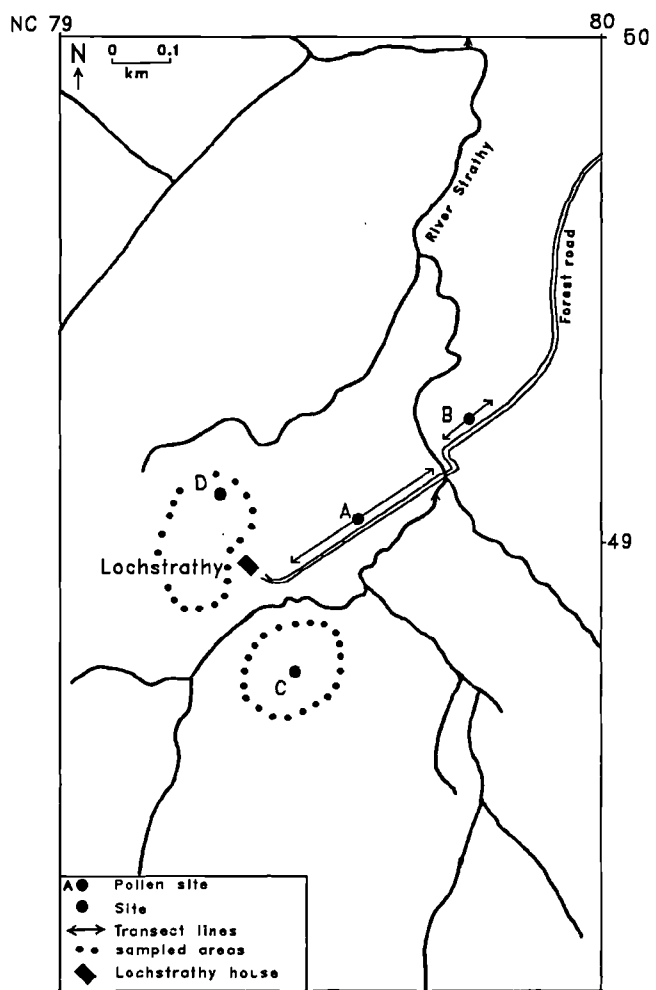 NC 79 80
50
N
0 0.1
km
River Strathy
Forest road
B
D
A
49
Lochstrathy
C
A Pollen site
Site
Transect lines
sampled areas
Lochstrathy house